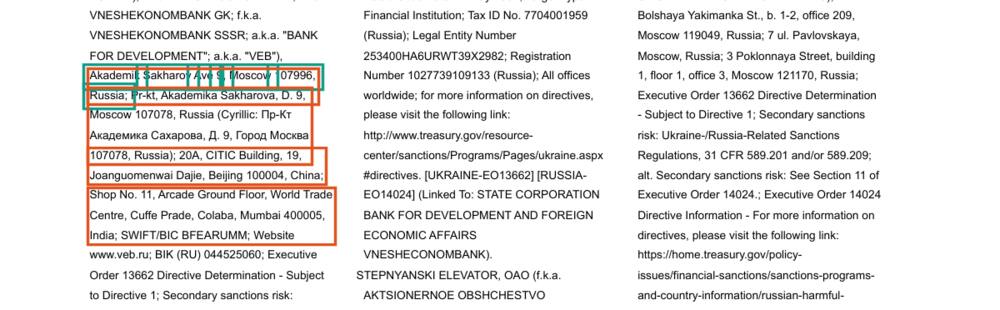 VNESHEKONOMBANK GK; f.k.a.
VNESHEKONOMBANK SSSR; a.k.a. "BANK
FOR DEVELOPMENT"; a.k.a. "VEB"),
Akademik Sakharov Ave 9, Moscow 107996,
Russia; Pr-kt, Akademika Sakharova, D. 9,
Moscow 107078, Russia (Cyrillic: Пр-Кт
Академика Сахарова, Д. 9, Город Москва
107078, Russia); 20A, CITIC Building, 19,
Joanguomenwai Dajie, Beijing 100004, China;
Shop No. 11, Arcade Ground Floor, World Trade
Centre, Cuffe Prade, Colaba, Mumbai 400005,
India; SWIFT/BIC BFEARUMM; Website
www.veb.ru; BIK (RU) 044525060; Executive
Order 13662 Directive Determination - Subject
to Directive 1; Secondary sanctions risk:
Financial Institution; Tax ID No. 7704001959
(Russia); Legal Entity Number
253400HA6URWT39X2982; Registration
Number 1027739109133 (Russia); All offices
worldwide; for more information on directives,
please visit the following link:
http://www.treasury.gov/resource-
center/sanctions/Programs/Pages/ukraine.aspx
#directives. [UKRAINE-EO13662] [RUSSIA-
EO14024] (Linked To: STATE CORPORATION
BANK FOR DEVELOPMENT AND FOREIGN
ECONOMIC AFFAIRS
VNESHECONOMBANK).
STEPNYANSKI ELEVATOR, OAO (f.k.a.
AKTSIONERNOE OBSHCHESTVO
Bolshaya Yakimanka St., b. 1-2, office 209,
Moscow 119049, Russia; 7 ul. Pavlovskaya,
Moscow, Russia; 3 Poklonnaya Street, building
1, floor 1, office 3, Moscow 121170, Russia;
Executive Order 13662 Directive Determination
- Subject to Directive 1; Secondary sanctions
risk: Ukraine-/Russia-Related Sanctions
Regulations, 31 CFR 589.201 and/or 589.209;
alt. Secondary sanctions risk: See Section 11 of
Executive Order 14024.; Executive Order 14024
Directive Information - For more information on
directives, please visit the following link:
https://home.treasury.gov/policy-
issues/financial-sanctions/sanctions-programs-
and-country-information/russian-harmful-